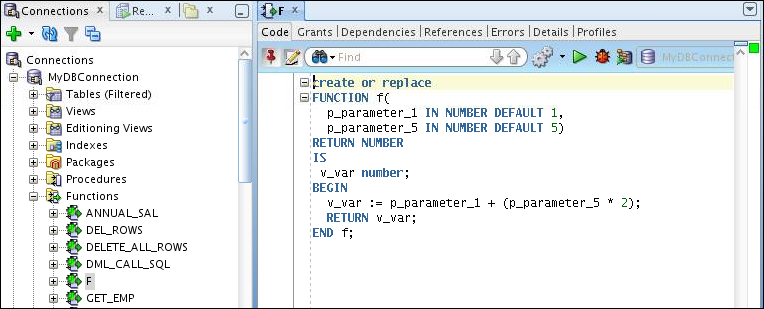 Connections
Re...
Connections
MyDBConnection
Tables (Filtered)
Views
Editioning Views
Indexes
Packages
Procedures
Functions
ANNUAL_SAL
DEL_ROWS
DELETE_ALL_ROWS
DML_CALL_SQL
F
GET_EMP
F
Code Grants Dependencies References Errors Details Profiles
Find
MyDBConnect
create or replace
FUNCTION f(
p_parameter_1 IN NUMBER DEFAULT 1,
p_parameter_5 IN NUMBER DEFAULT 5)
RETURN NUMBER
IS
v_var number;
BEGIN
v_var := p_parameter_1 + (p_parameter_5 * 2);
RETURN v_var;
END f;